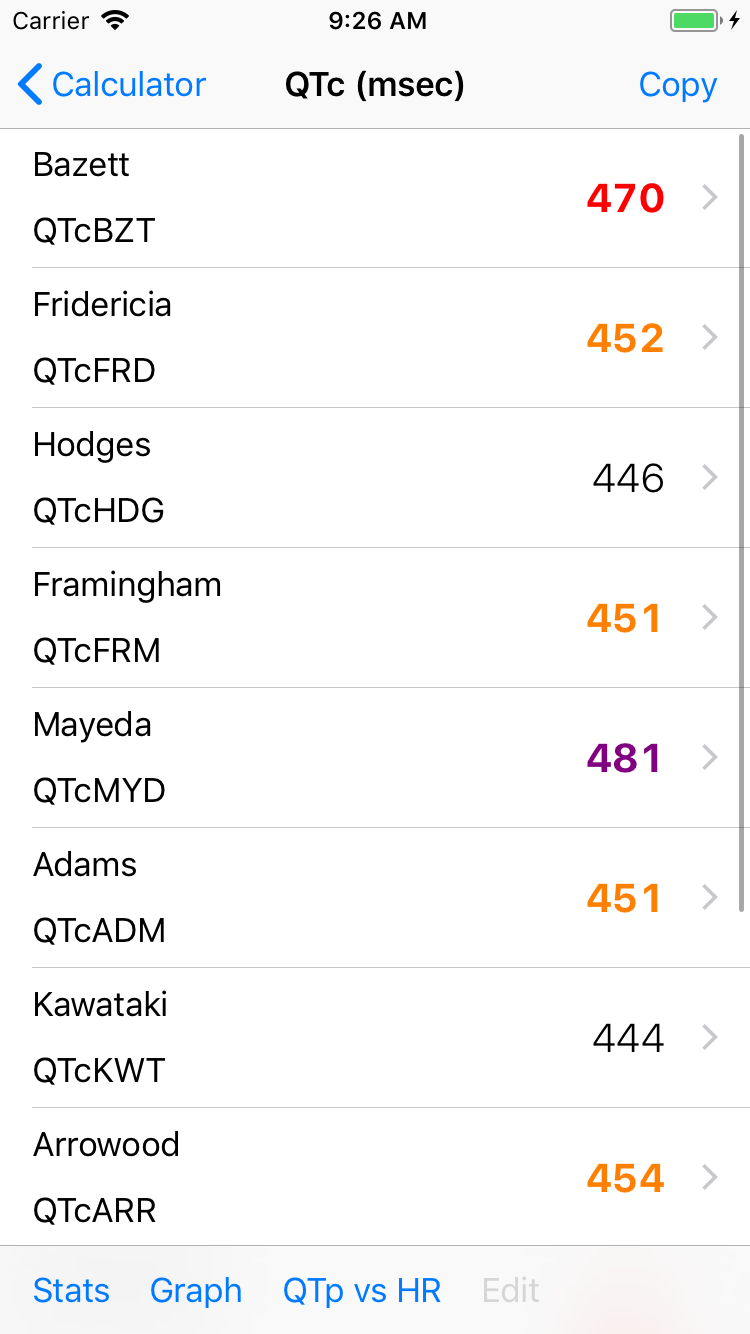 Carrier 9:26 AM
Calculator QTc (msec) Copy
Bazett
470
QTcBZT
Fridericia
452
QTcFRD
Hodges
446
QTcHDG
Framingham
451
QTcFRM
Mayeda
481
QTcMYD
Adams
451
QTcADM
Kawataki
444
QTcKWT
Arrowood
454
QTcARR
Stats Graph QTp vs HR Edit